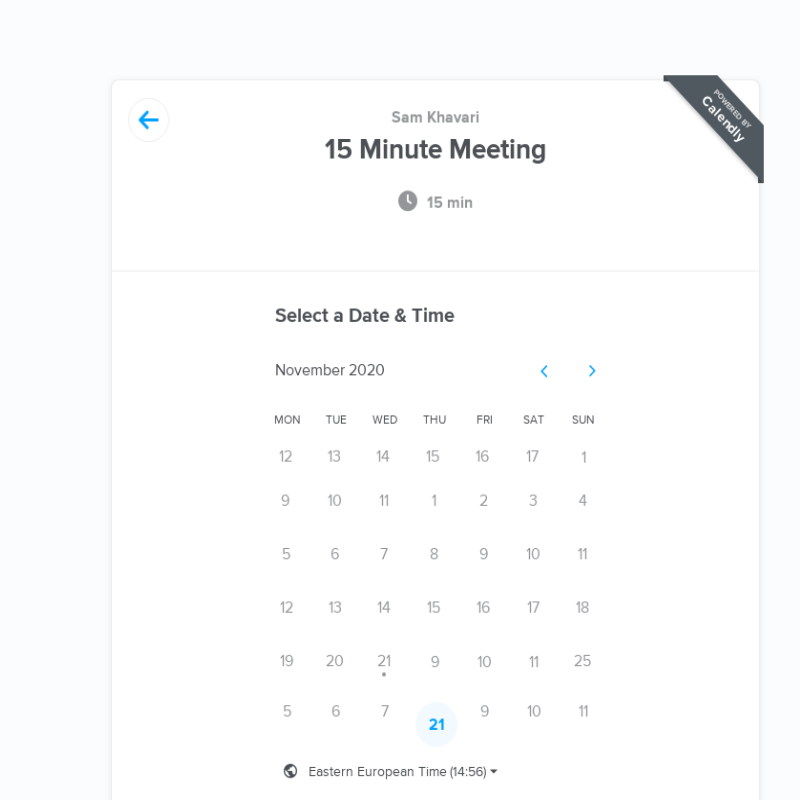 POWERED BY
Calendly
Sam Khavari
15 Minute Meeting
15 min
Select a Date & Time
November 2020
MON TUE WED THU FRI SAT SUN
12 13 14 15 16 17 1
9 10 11 1 2 3 4
5 6 7 8 9 10 11
12 13 14 15 16 17 18
19 20 21 9 10 11 25
5 6 7 21 9 10 11
Eastern European Time (14:56)